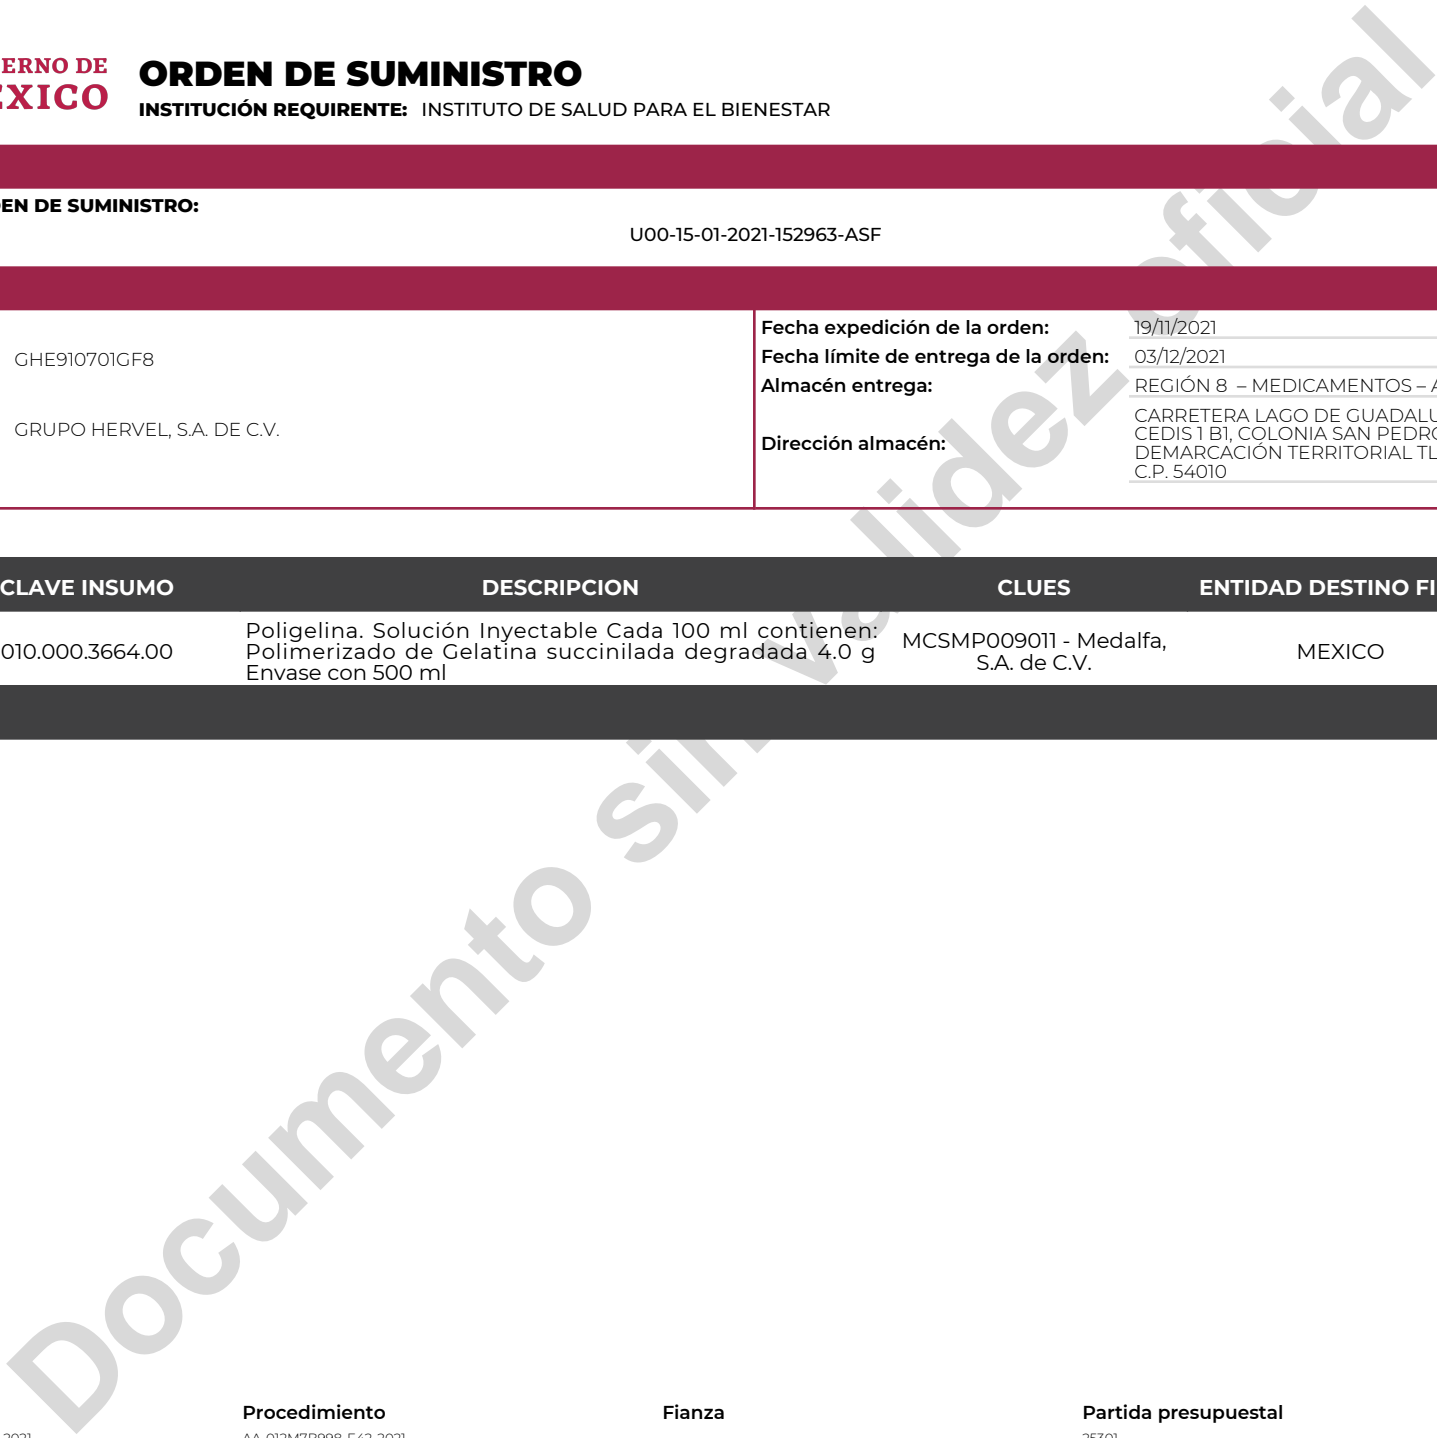 ERNO DE
EXICO
ORDEN DE SUMINISTRO
INSTITUCIÓN REQUIRENTE: INSTITUTO DE SALUD PARA EL BIENESTAR
EN DE SUMINISTRO:
U00-15-01-2021-152963-ASF
GHE910701GF8
GRUPO HERVEL, S.A. DE C.V.
Fecha expedición de la orden: 19/11/2021
Fecha límite de entrega de la orden: 03/12/2021
Almacén entrega: REGIÓN 8 – MEDICAMENTOS – A
Dirección almacén:
CARRETERA LAGO DE GUADALU
CEDIS 1 B1, COLONIA SAN PEDRO
DEMARCACIÓN TERRITORIAL TL
C.P. 54010
CLAVE INSUMO DESCRIPCION CLUES ENTIDAD DESTINO FI
010.000.3664.00
Poligelina. Solución Inyectable Cada 100 ml contienen:
Polimerizado de Gelatina succinilada degradada 4.0 g
Envase con 500 ml
MCSMP009011 - Medalfa,
S.A. de C.V.
MEXICO
Documento sin validez oficial
Procedimiento Fianza Partida presupuestal